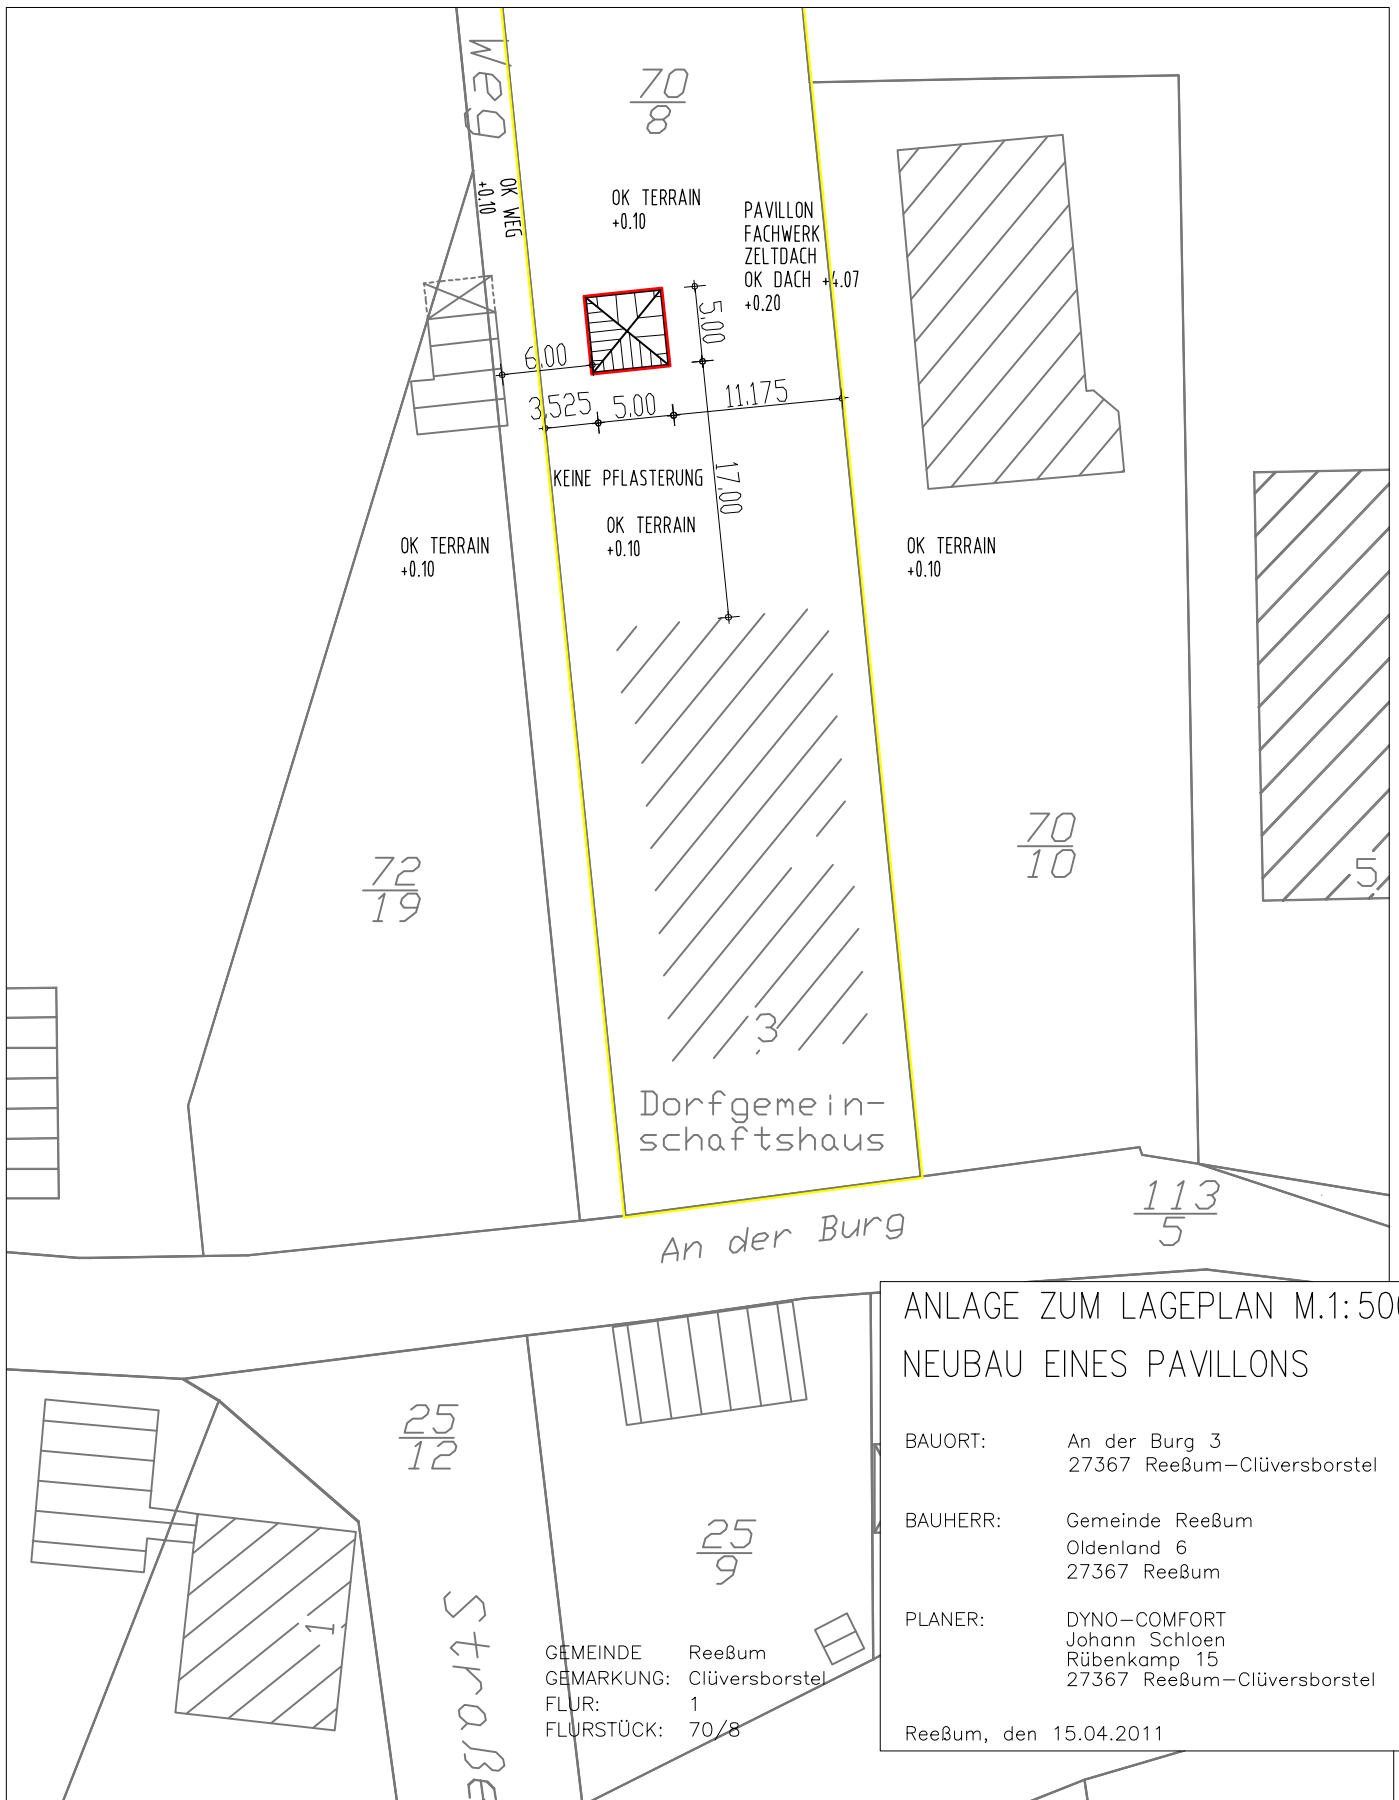 Weg
70
8
OK WEG
+0.10
OK TERRAIN
+0.10
PAVILLON
FACHWERK
ZELTDACH
OK DACH +4.07
+0.20
5.00
6.00
3.525
5.00
11.175
KEINE PFLASTERUNG
17.00
OK TERRAIN
+0.10
OK TERRAIN
+0.10
OK TERRAIN
+0.10
72
19
70
10
5
3
Dorfgemein-
schaftshaus
An der Burg
113
5
25
12
25
9
1
Straße
GEMEINDE Reeßum
GEMARKUNG: Clüversborstel
FLUR: 1
FLURSTÜCK: 70/8
ANLAGE ZUM LAGEPLAN M.1:500
NEUBAU EINES PAVILLONS
BAUORT: An der Burg 3
27367 Reeßum-Clüversborstel
BAUHERR: Gemeinde Reeßum
Oldenland 6
27367 Reeßum
PLANER: DYNO-COMFORT
Johann Schloen
Rübenkamp 15
27367 Reeßum-Clüversborstel
Reeßum, den 15.04.2011